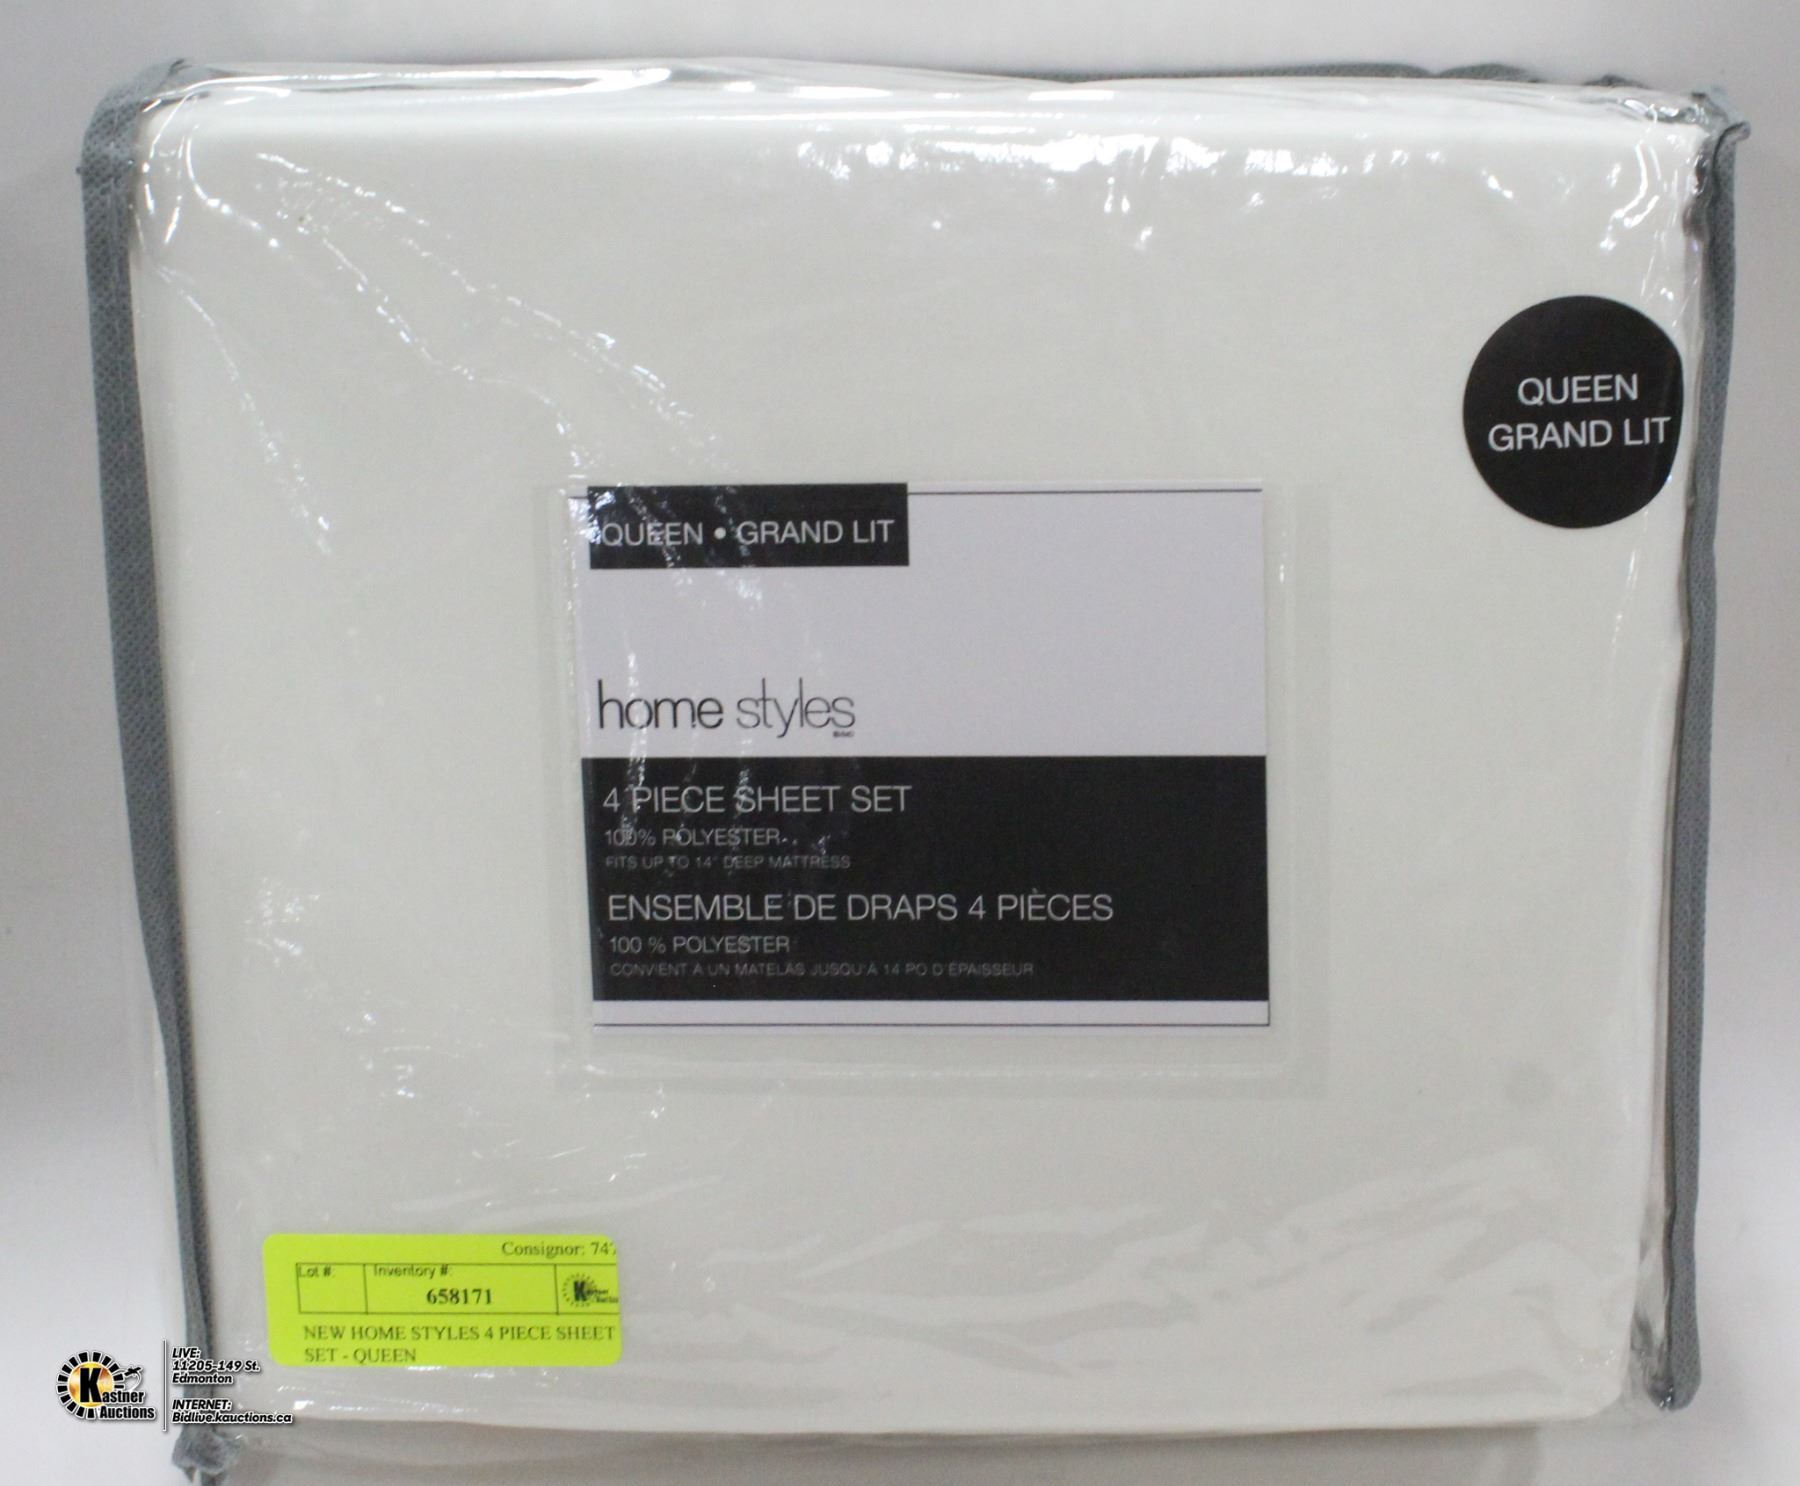 QUEEN
GRAND LIT
QUEEN • GRAND LIT
home styles
4 PIECE SHEET SET
100% POLYESTER
FITS UP TO 14" DEEP MATTRESS
ENSEMBLE DE DRAPS 4 PIÈCES
100 % POLYESTER
CONVIENT À UN MATELAS JUSQU'À 14 PO D'ÉPAISSEUR
Consignor: 747
Lot #: Inventory #:
658171
NEW HOME STYLES 4 PIECE SHEET
SET - QUEEN
Kastner
Auctions
LIVE:
11205-149 St.
Edmonton
INTERNET:
Bidlive.kauctions.ca